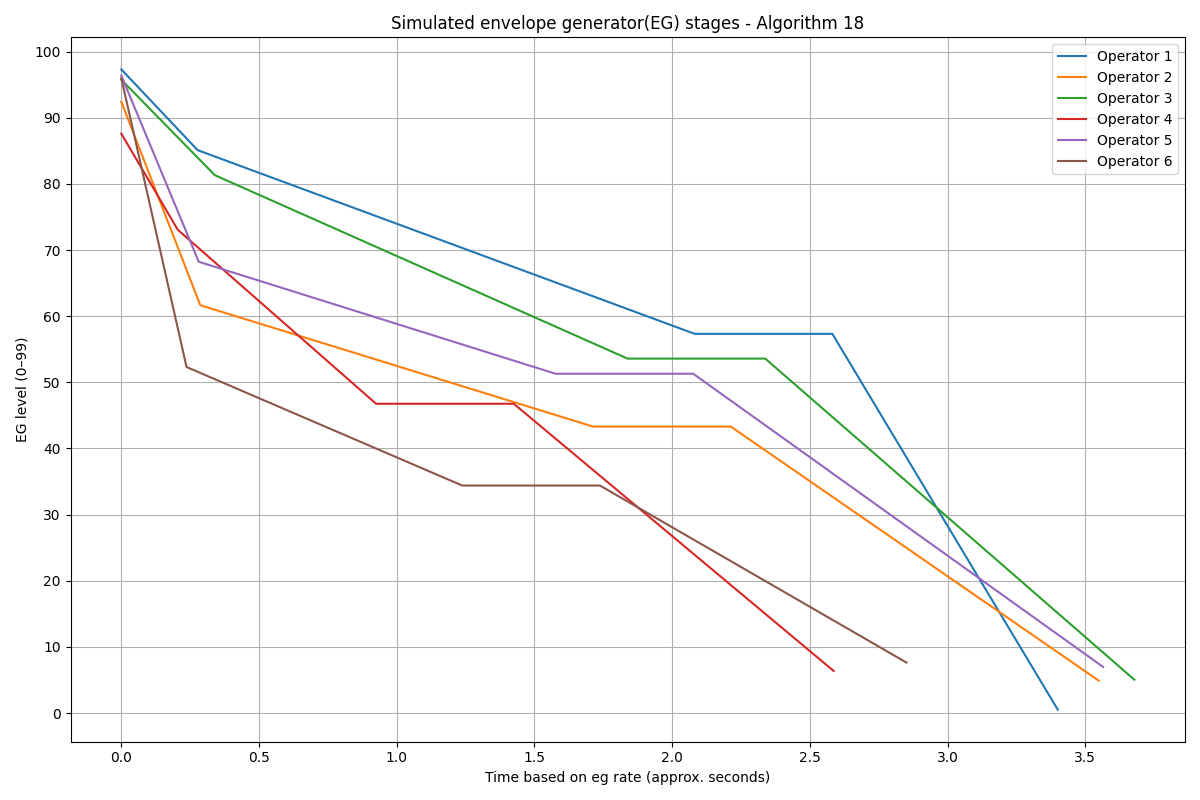 Simulated envelope generator(EG) stages - Algorithm 18
EG level (0–99)
100
90
80
70
60
50
40
30
20
10
0
Operator 1
Operator 2
Operator 3
Operator 4
Operator 5
Operator 6
0.0 0.5 1.0 1.5 2.0 2.5 3.0 3.5
Time based on eg rate (approx. seconds)